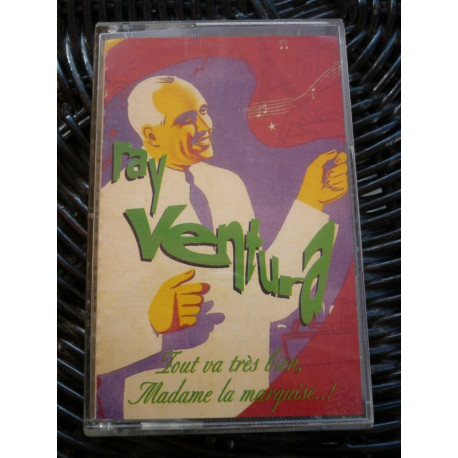 ray
ventura
Tout va très bien,
Madame la marquise..!